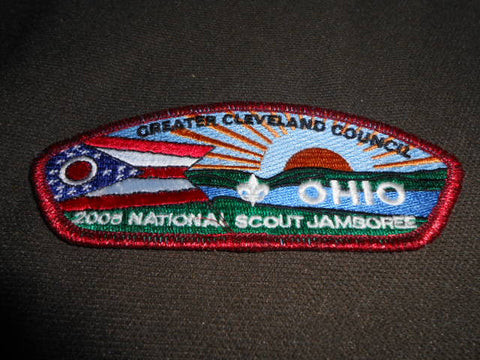 GREATER CLEVELAND COUNCIL
OHIO
2005 NATIONAL SCOUT JAMBOREE